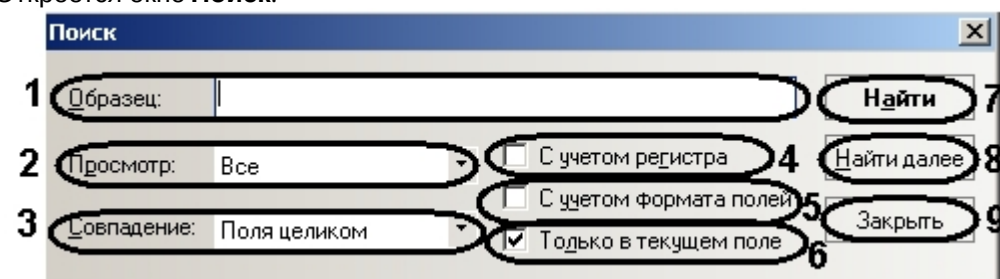 Откроется окно Поиск.
Поиск
1 Образец: Найти 7
2 Просмотр: Все С учетом регистра 4 Найти далее 8
С учетом формата полей 5
3 Совпадение: Поля целиком Закрыть 9
Только в текущем поле 6